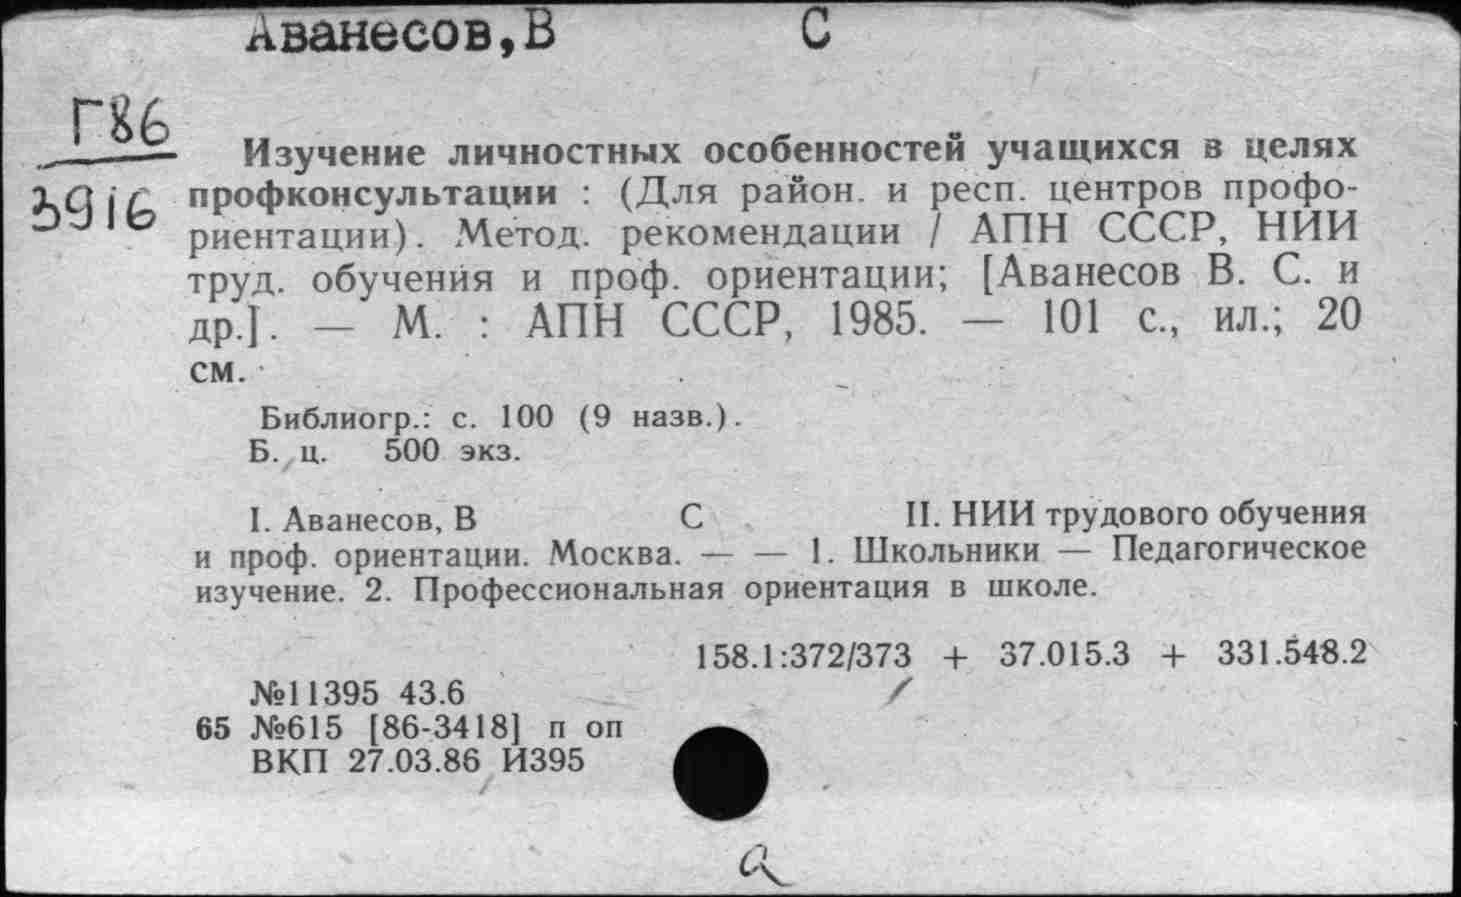 Аванесов,В С
Г86
3916
Изучение личностных особенностей учащихся в целях
профконсультации : (Для район. и респ. центров профо-
риентации). Метод. рекомендации / АПН СССР, НИИ
труд. обучения и проф. ориентации; [Аванесов В. С. и
др.]. — М. : АПН СССР, 1985. — 101 с., ил.; 20
см.
Библиогр.: с. 100 (9 назв.).
Б. ц. 500 экз.
I. Аванесов, В С II. НИИ трудового обучения
и проф. ориентации. Москва. — — 1. Школьники — Педагогическое
изучение. 2. Профессиональная ориентация в школе.
158.1:372/373 + 37.015.3 + 331.548.2
№11395 43.6
65 №615 [86-3418] п оп
ВКП 27.03.86 И395